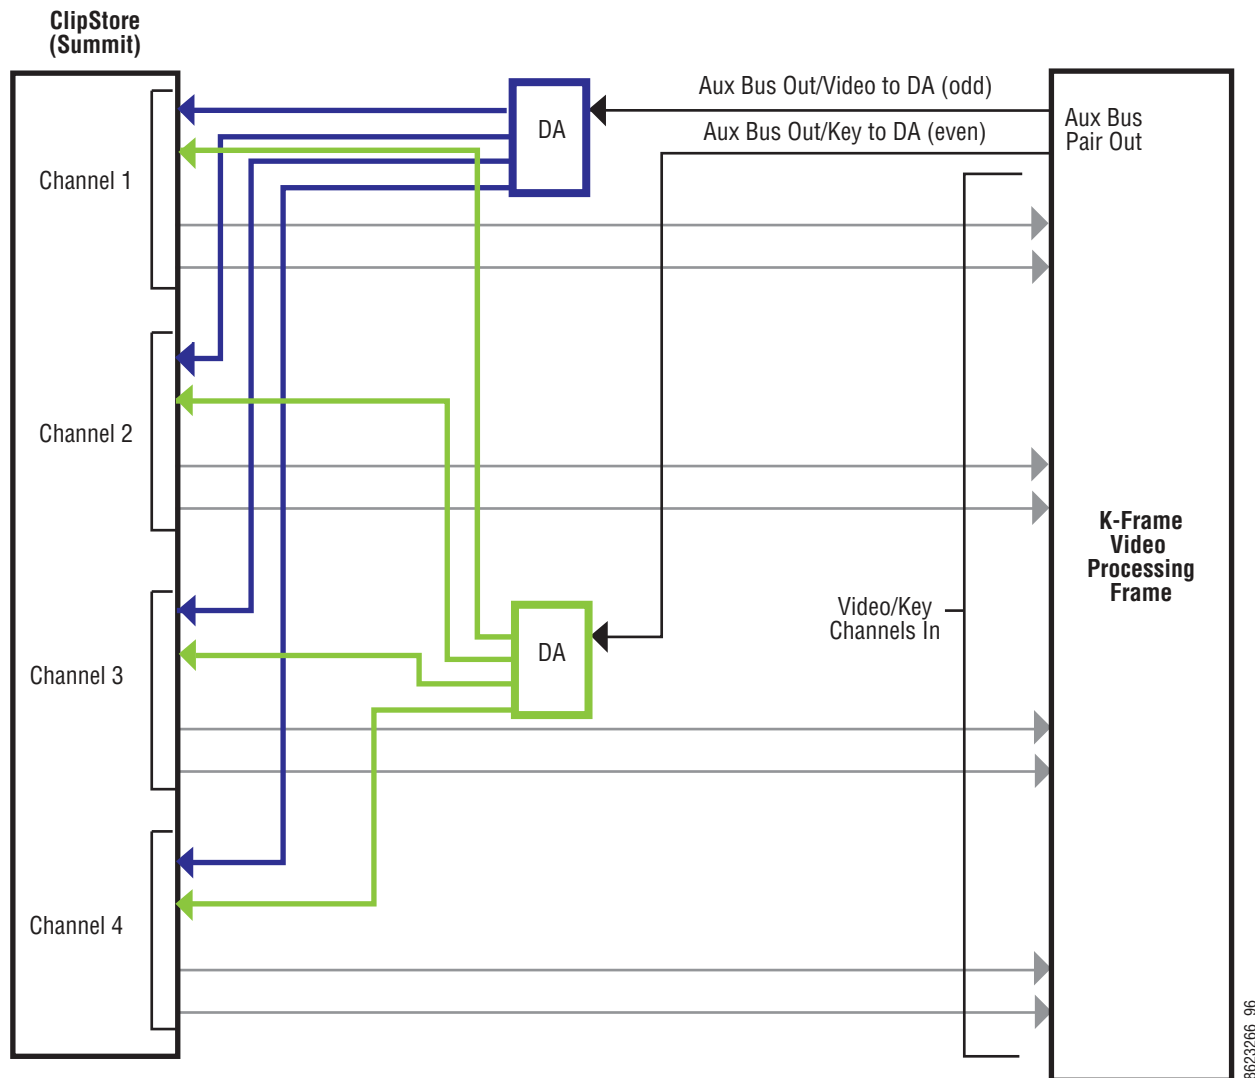 ClipStore
(Summit)
Aux Bus Out/Video to DA (odd)
Aux Bus Out/Key to DA (even)
Aux Bus
Pair Out
DA
Channel 1
Channel 2
K-Frame
Video
Processing
Frame
Video/Key
Channels In
DA
Channel 3
Channel 4
8623266_96